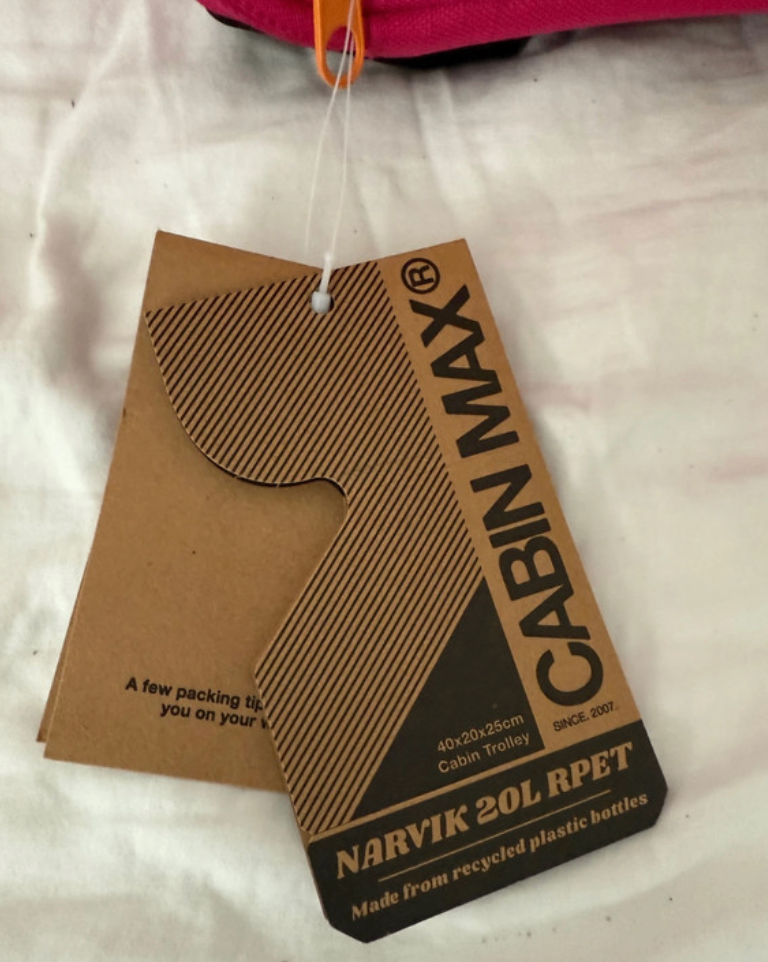 CABIN MAX®
SINCE. 2007.
40x20x25cm
Cabin Trolley
NARVIK 20L RPET
Made from recycled plastic bottles
A few packing
you on your